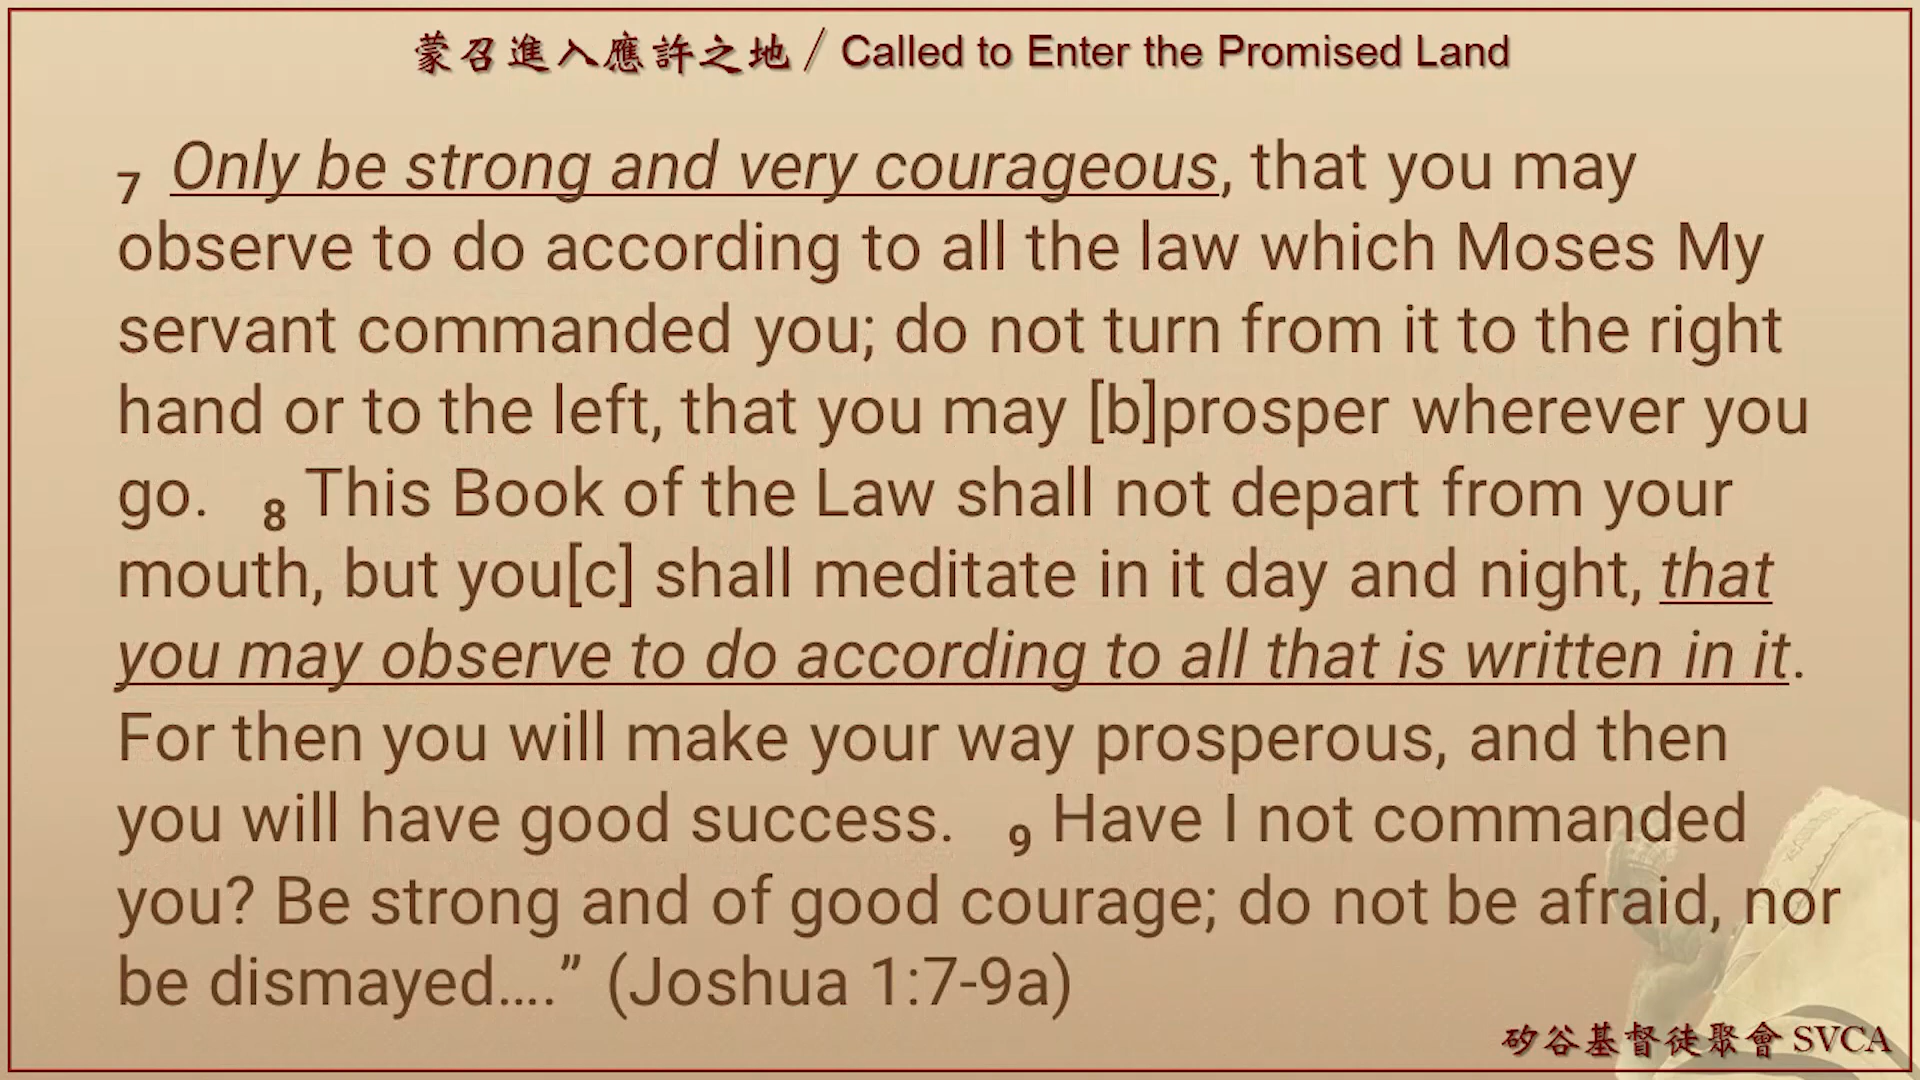 蒙召進入應許之地 / Called to Enter the Promised Land
7 Only be strong and very courageous, that you may
observe to do according to all the law which Moses My
servant commanded you; do not turn from it to the right
hand or to the left, that you may [b]prosper wherever you
go. 8 This Book of the Law shall not depart from your
mouth, but you[c] shall meditate in it day and night, that
you may observe to do according to all that is written in it.
For then you will make your way prosperous, and then
you will have good success. 9 Have I not commanded
you? Be strong and of good courage; do not be afraid, nor
be dismayed….” (Joshua 1:7-9a)
矽谷基督徒聚會 SVCA